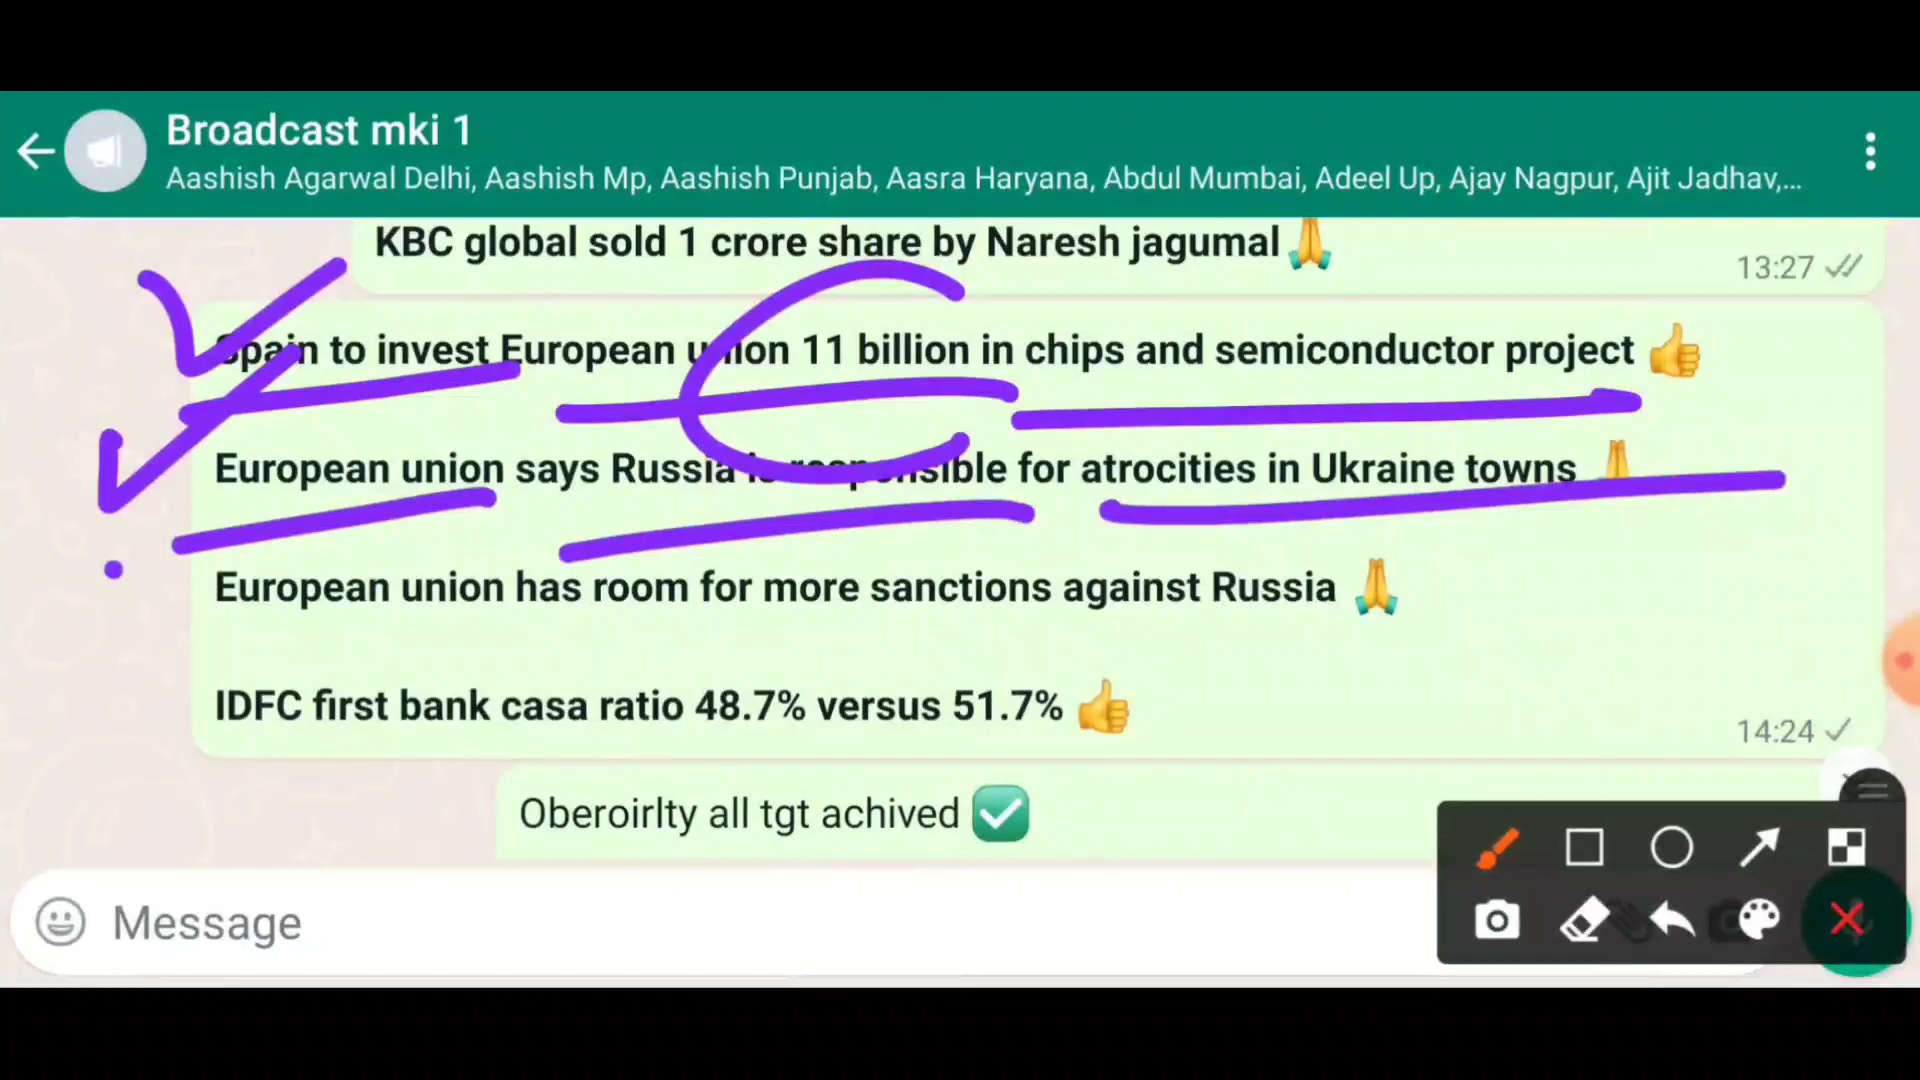 Broadcast mki 1
Aashish Agarwal Delhi, Aashish Mp, Aashish Punjab, Aasra Haryana, Abdul Mumbai, Adeel Up, Ajay Nagpur, Ajit Jadhav,...
KBC global sold 1 crore share by Naresh jagumal🙏
13:27
Spain to invest European union 11 billion in chips and semiconductor project 👍
European union says Russia is responsible for atrocities in Ukraine towns 🙏
European union has room for more sanctions against Russia 🙏
IDFC first bank casa ratio 48.7% versus 51.7% 👍
14:24
Oberoirlty all tgt achived ✅
Message